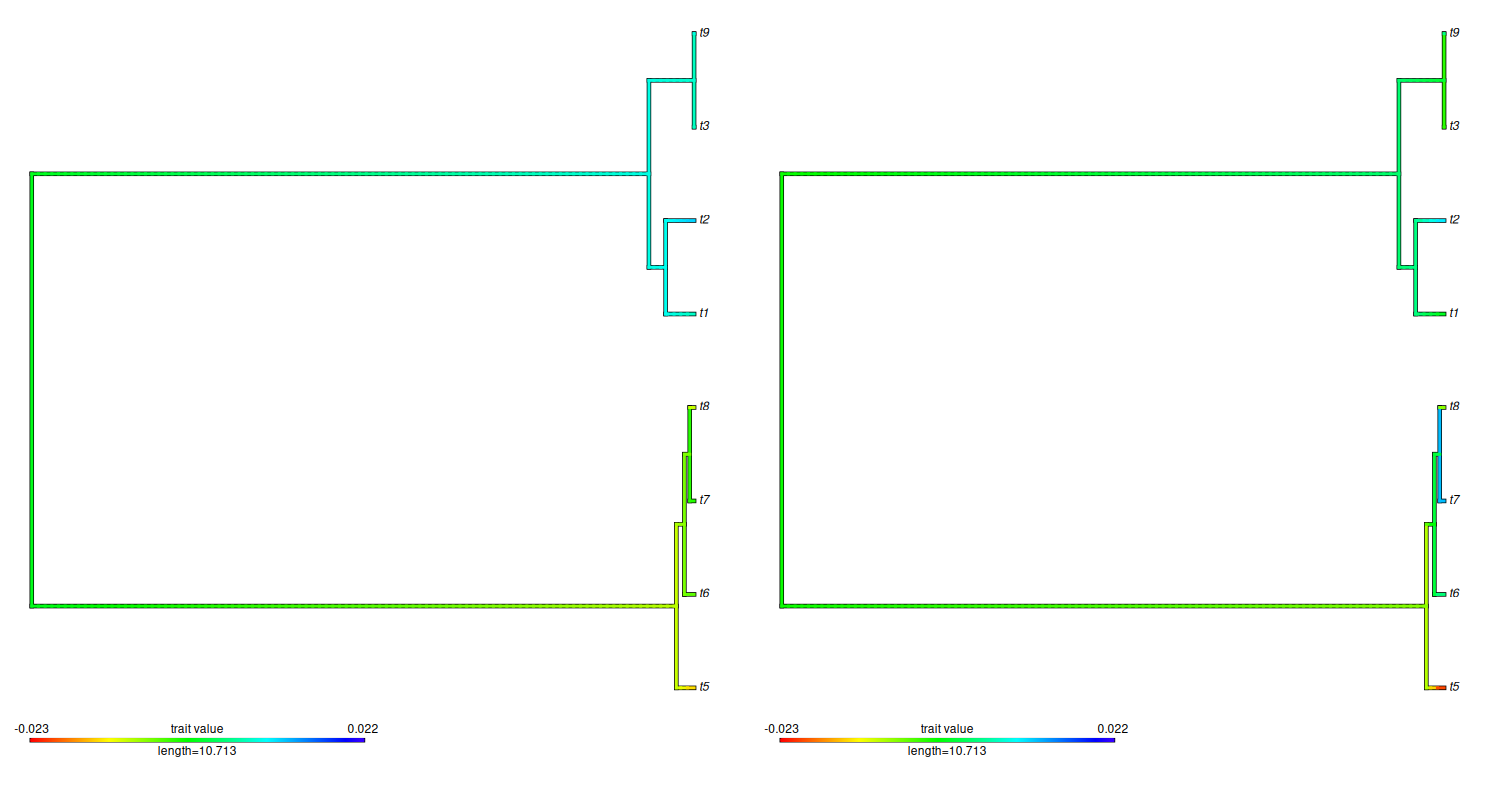 t9
t3
t2
t1
t8
t7
t6
t5
-0.023 trait value 0.022
length=10.713
t9
t3
t2
t1
t8
t7
t6
t5
-0.023 trait value 0.022
length=10.713